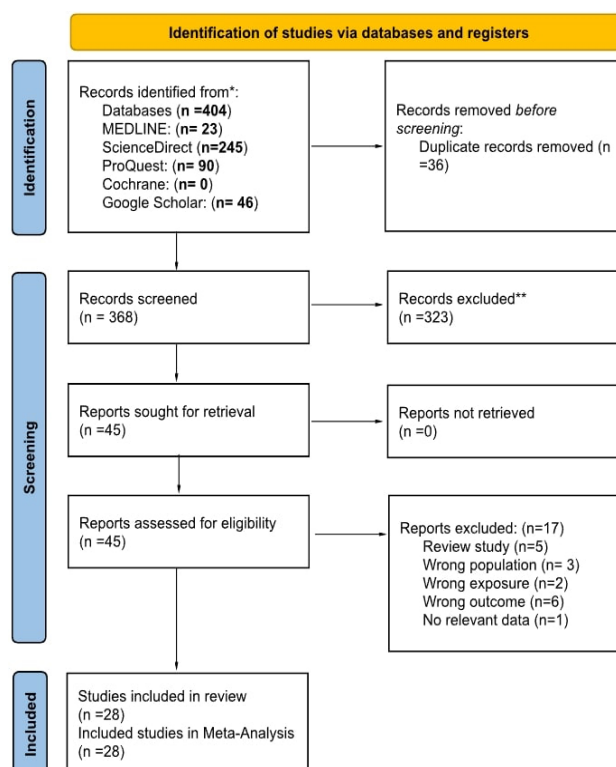 Identification of studies via databases and registers
Identification
Records identified from*:
Databases (n =404)
MEDLINE: (n= 23)
ScienceDirect (n=245)
ProQuest: (n= 90)
Cochrane: (n= 0)
Google Scholar: (n= 46)
Records removed before
screening:
Duplicate records removed (n
=36)
Screening
Records screened
(n = 368)
Records excluded**
(n =323)
Reports sought for retrieval
(n =45)
Reports not retrieved
(n =0)
Reports assessed for eligibility
(n =45)
Reports excluded: (n=17)
Review study (n=5)
Wrong population (n= 3)
Wrong exposure (n=2)
Wrong outcome (n=6)
No relevant data (n=1)
Included
Studies included in review
(n =28)
Included studies in Meta-Analysis
(n =28)